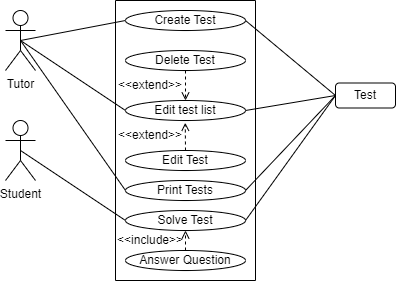 Create Test
Delete Test
Tutor
<<extend>>
Test
Edit test list
<<extend>>
Edit Test
Student
Print Tests
Solve Test
<<include>>
Answer Question